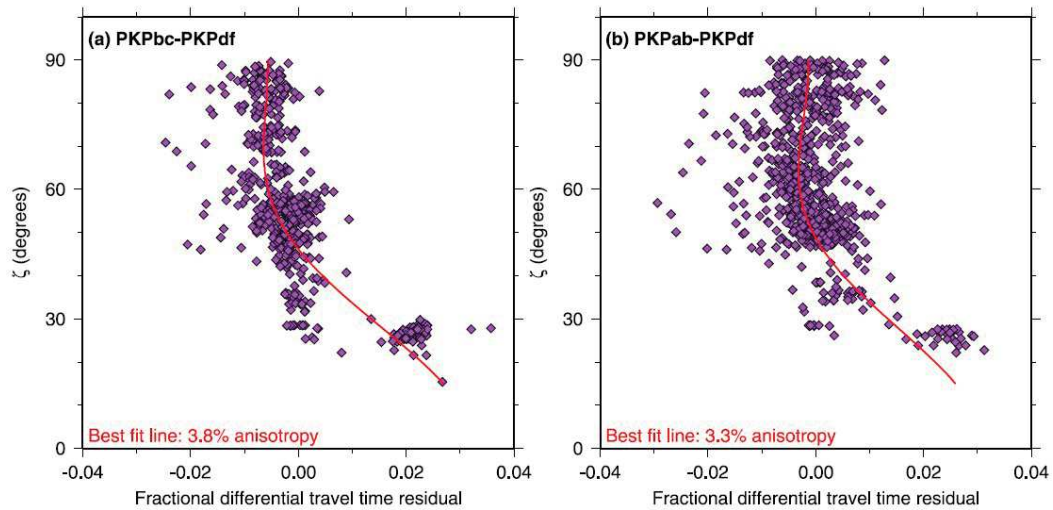 (a) PKPbc-PKPdf
90
60
30
0
ζ (degrees)
Best fit line: 3.8% anisotropy
-0.04
-0.02
0.00
0.02
0.04
Fractional differential travel time residual
(b) PKPab-PKPdf
90
60
30
0
ζ (degrees)
Best fit line: 3.3% anisotropy
-0.04
-0.02
0.00
0.02
0.04
Fractional differential travel time residual